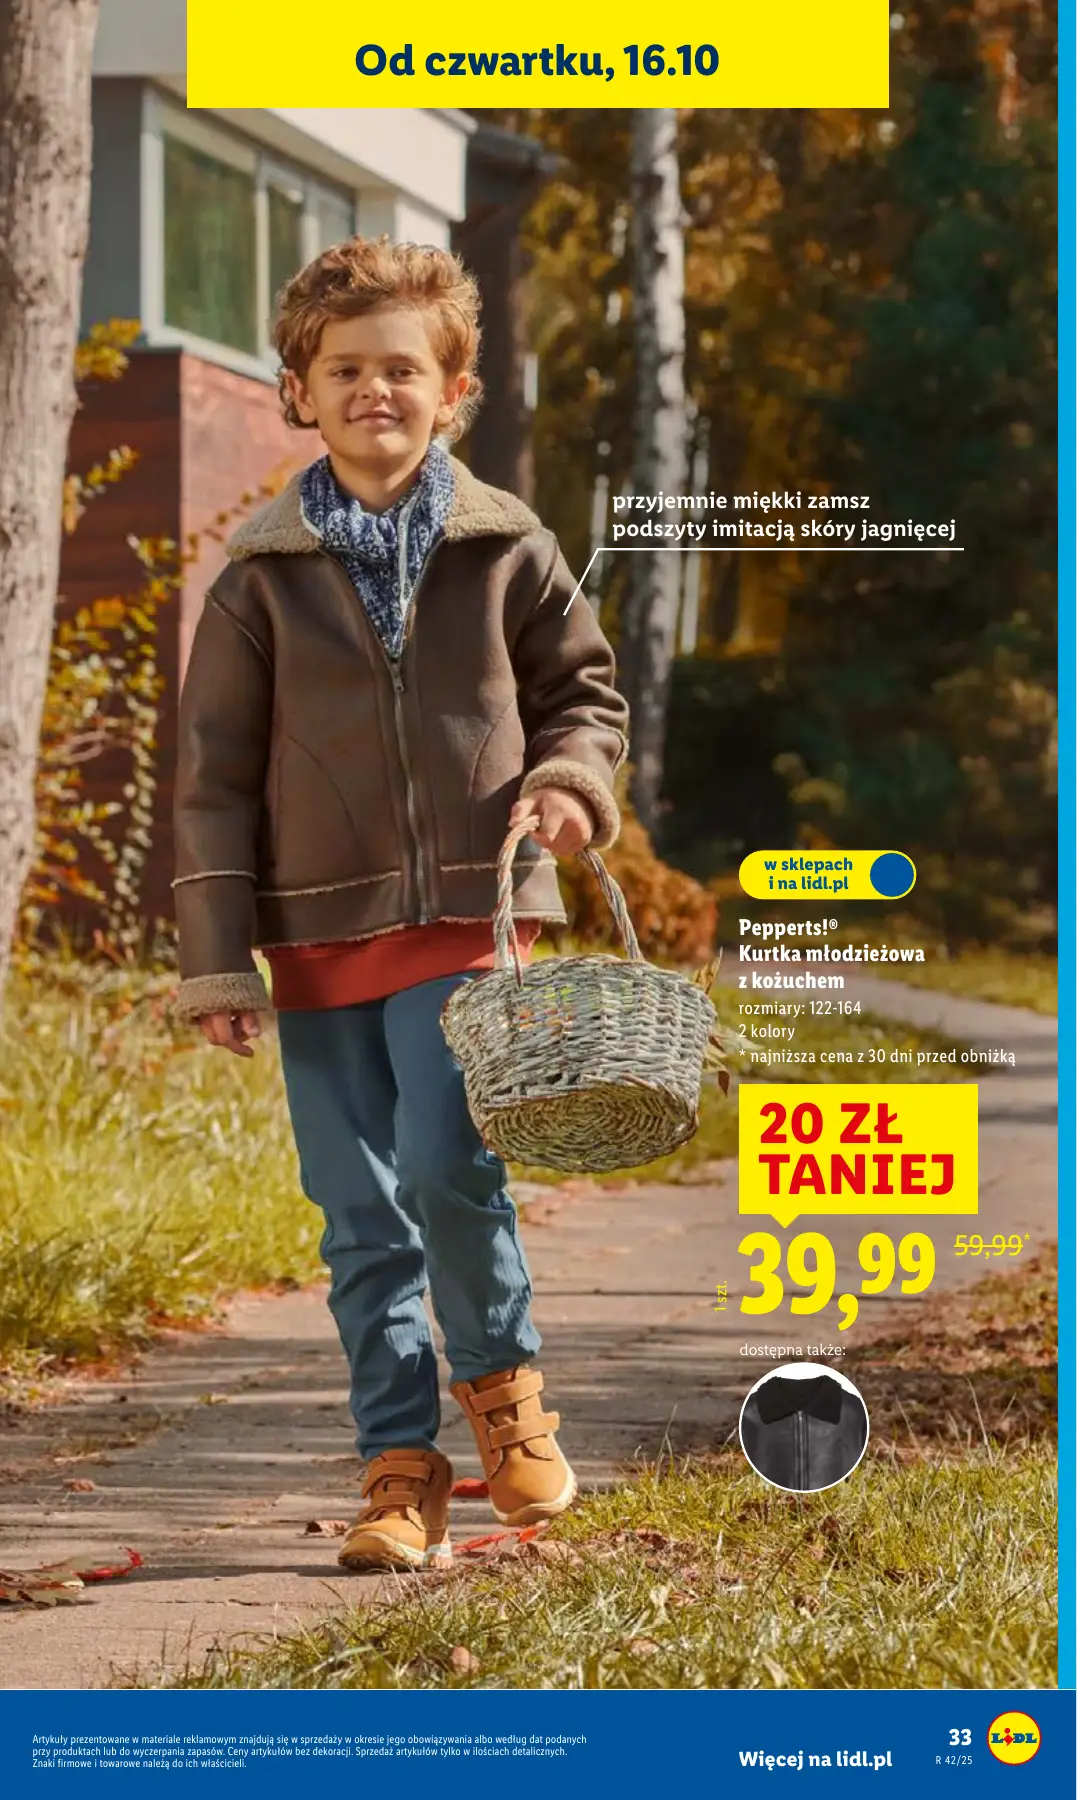 Od czwartku, 16.10
przyjemnie miękki zamsz
podszyty imitacją skóry jagnięcej
w sklepach
i na lidl.pl
Pepperts!®
Kurtka młodzieżowa
z kożuchem
rozmiary: 122-164
2 kolory
* najniższa cena z 30 dni przed obniżką
20 ZŁ
TANIEJ
59,99*
1 szt.
39,99
dostępna także:
Artykuły prezentowane w materiale reklamowym znajdują się w sprzedaży w okresie jego obowiązywania albo według dat podanych
przy produktach lub do wyczerpania zapasów. Ceny artykułów bez dekoracji. Sprzedaż artykułów tylko w ilościach detalicznych.
Znaki firmowe i towarowe należą do ich właścicieli.
Więcej na lidl.pl
33
R 42/25
LIDL